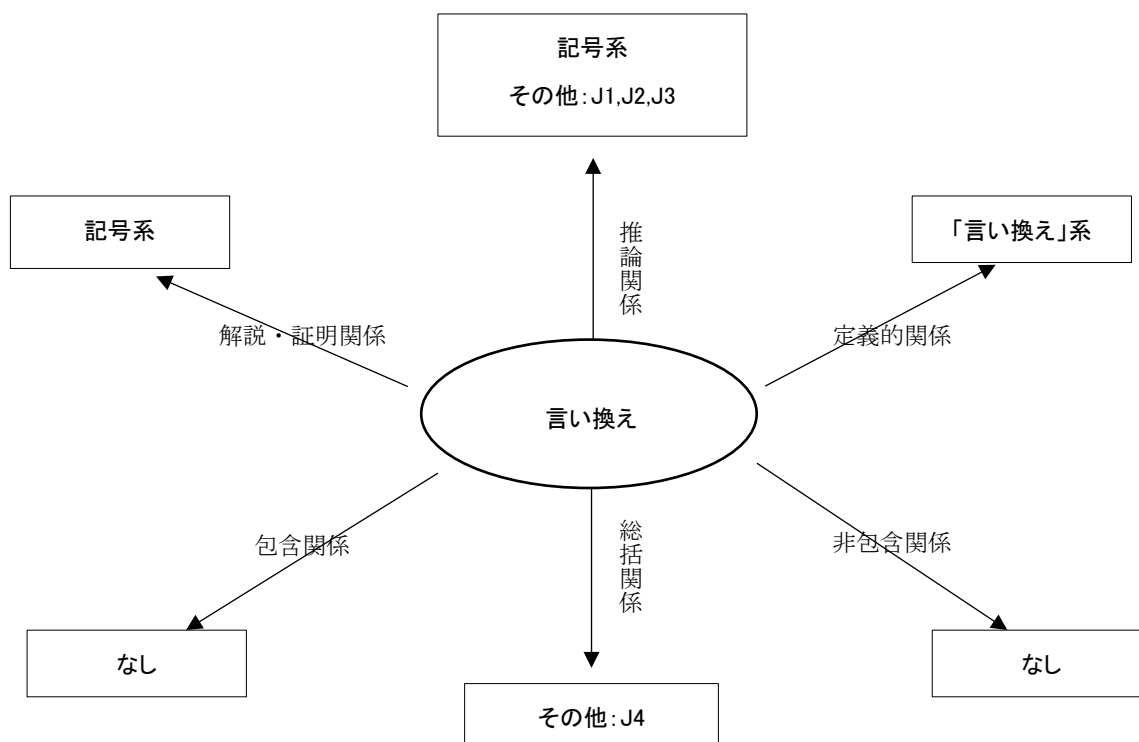 記号系
その他：J1,J2,J3
記号系
「言い換え」系
推論関係
解説・証明関係
定義的関係
言い換え
包含関係
総括関係
非包含関係
なし
なし
その他：J4